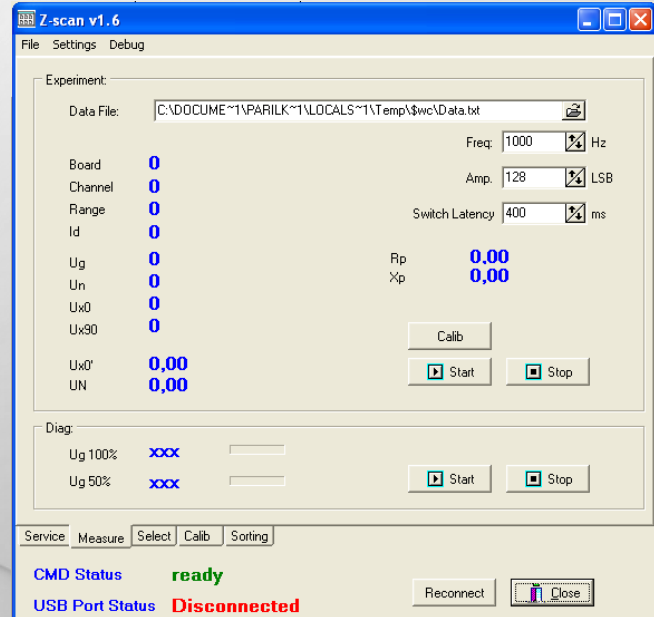 Z-scan v1.6
File Settings Debug
Experiment:
Data File: C:\DOCUME~1\PARILK~1\LOCALS~1\Temp\$wc\Data.txt
Freq: 1000 Hz
Board 0
Amp. 128 LSB
Channel 0
Range 0
Switch Latency 400 ms
Id 0
Ug 0
Rp 0,00
Un 0
Xp 0,00
Ux0 0
Ux90 0
Calib
Ux0' 0,00
Start Stop
UN 0,00
Diag:
Ug 100% xxx
Ug 50% xxx
Start Stop
Service Measure Select Calib Sorting
CMD Status ready
Reconnect Close
USB Port Status Disconnected